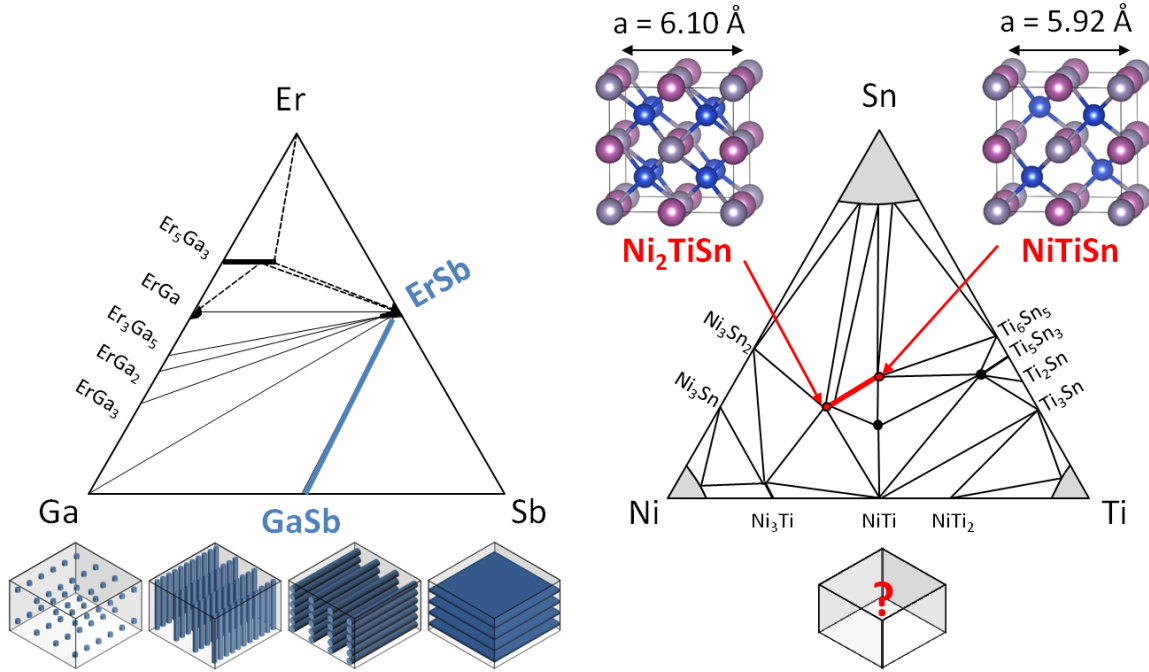 a = 6.10 Å
a = 5.92 Å
Er
Sn
Ni₂TiSn
NiTiSn
Er₅Ga₃
ErGa
Er₃Ga₅
ErGa₂
ErGa₃
ErSb
Ni₃Sn₂
Ni₃Sn
Ti₆Sn₅
Ti₅Sn₃
Ti₂Sn
Ti₃Sn
Ga
GaSb
Sb
Ni
Ni₃Ti
NiTi
NiTi₂
Ti
?